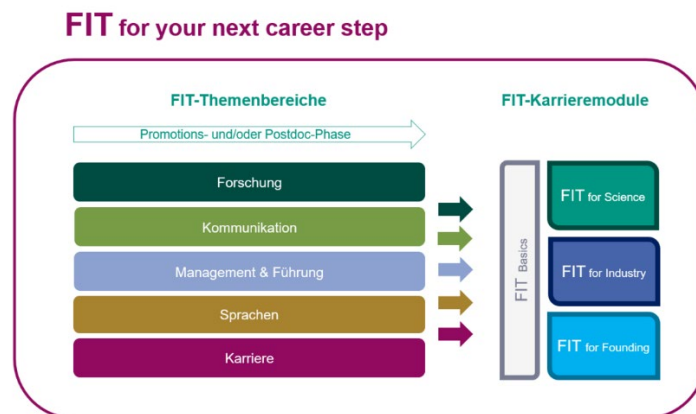 FIT for your next career step
FIT-Themenbereiche
Promotions- und/oder Postdoc-Phase
Forschung
Kommunikation
Management & Führung
Sprachen
Karriere
FIT-Karrieremodule
FIT Basics
FIT for Science
FIT for Industry
FIT for Founding